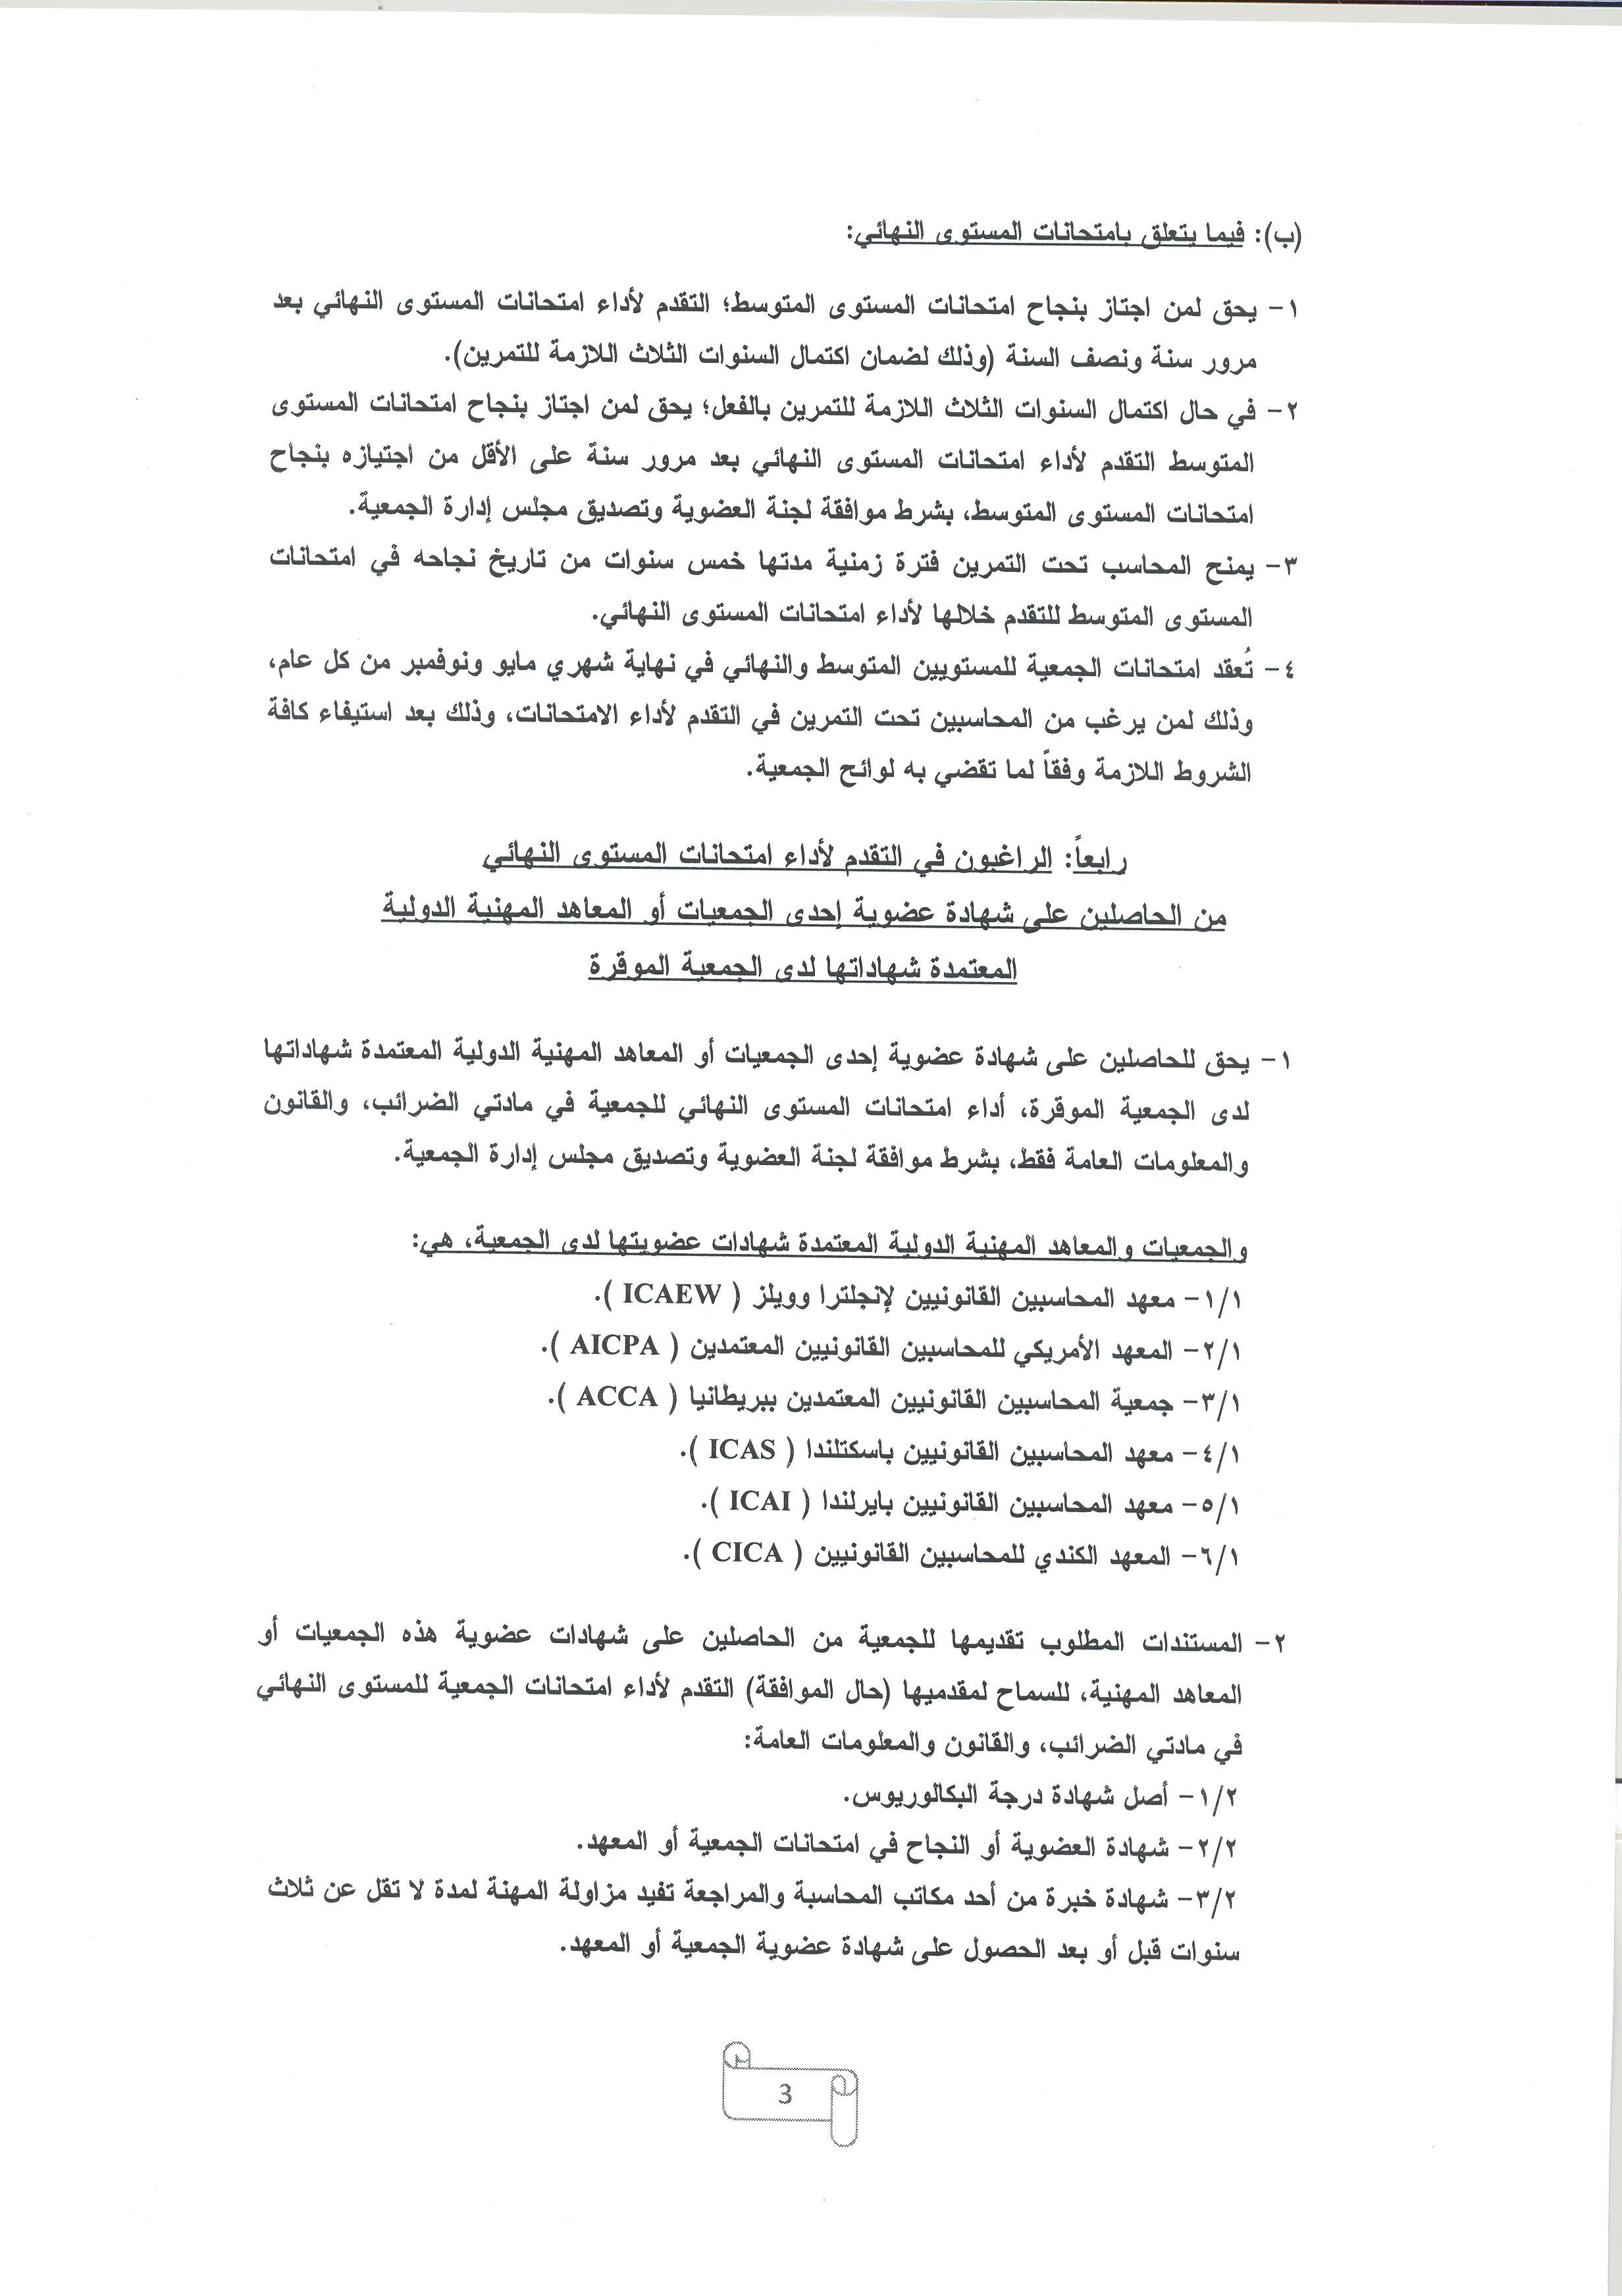 (ب): فيما يتعلق بامتحانات المستوى النهائي:
١- يحق لمن اجتاز بنجاح امتحانات المستوى المتوسط؛ التقدم لأداء امتحانات المستوى النهائي بعد
مرور سنة ونصف السنة (وذلك لضمان اكتمال السنوات الثلاث اللازمة للتمرين).
٢- في حال اكتمال السنوات الثلاث اللازمة للتمرين بالفعل؛ يحق لمن اجتاز بنجاح امتحانات المستوى
المتوسط التقدم لأداء امتحانات المستوى النهائي بعد مرور سنة على الأقل من اجتيازه بنجاح
امتحانات المستوى المتوسط، بشرط موافقة لجنة العضوية وتصديق مجلس إدارة الجمعية.
٣- يمنح المحاسب تحت التمرين فترة زمنية مدتها خمس سنوات من تاريخ نجاحه في امتحانات
المستوى المتوسط للتقدم خلالها لأداء امتحانات المستوى النهائي.
٤- تُعقد امتحانات الجمعية للمستويين المتوسط والنهائي في نهاية شهري مايو ونوفمبر من كل عام،
وذلك لمن يرغب من المحاسبين تحت التمرين في التقدم لأداء الامتحانات، وذلك بعد استيفاء كافة
الشروط اللازمة وفقاً لما تقضي به لوائح الجمعية.
رابعاً: الراغبون في التقدم لأداء امتحانات المستوى النهائي
من الحاصلين على شهادة عضوية إحدى الجمعيات أو المعاهد المهنية الدولية
المعتمدة شهاداتها لدى الجمعية الموقرة
١- يحق للحاصلين على شهادة عضوية إحدى الجمعيات أو المعاهد المهنية الدولية المعتمدة شهاداتها
لدى الجمعية الموقرة، أداء امتحانات المستوى النهائي للجمعية في مادتي الضرائب، والقانون
والمعلومات العامة فقط، بشرط موافقة لجنة العضوية وتصديق مجلس إدارة الجمعية.
والجمعيات والمعاهد المهنية الدولية المعتمدة شهادات عضويتها لدى الجمعية، هي:
١/١- معهد المحاسبين القانونيين لإنجلترا وويلز ( ICAEW ).
٢/١- المعهد الأمريكي للمحاسبين القانونيين المعتمدين ( AICPA ).
٣/١- جمعية المحاسبين القانونيين المعتمدين ببريطانيا ( ACCA ).
٤/١- معهد المحاسبين القانونيين باسكتلندا ( ICAS ).
٥/١- معهد المحاسبين القانونيين بايرلندا ( ICAI ).
٦/١- المعهد الكندي للمحاسبين القانونيين ( CICA ).
٢- المستندات المطلوب تقديمها للجمعية من الحاصلين على شهادات عضوية هذه الجمعيات أو
المعاهد المهنية، للسماح لمقدميها (حال الموافقة) التقدم لأداء امتحانات الجمعية للمستوى النهائي
في مادتي الضرائب، والقانون والمعلومات العامة:
١/٢- أصل شهادة درجة البكالوريوس.
٢/٢- شهادة العضوية أو النجاح في امتحانات الجمعية أو المعهد.
٣/٢- شهادة خبرة من أحد مكاتب المحاسبة والمراجعة تفيد مزاولة المهنة لمدة لا تقل عن ثلاث
سنوات قبل أو بعد الحصول على شهادة عضوية الجمعية أو المعهد.
3